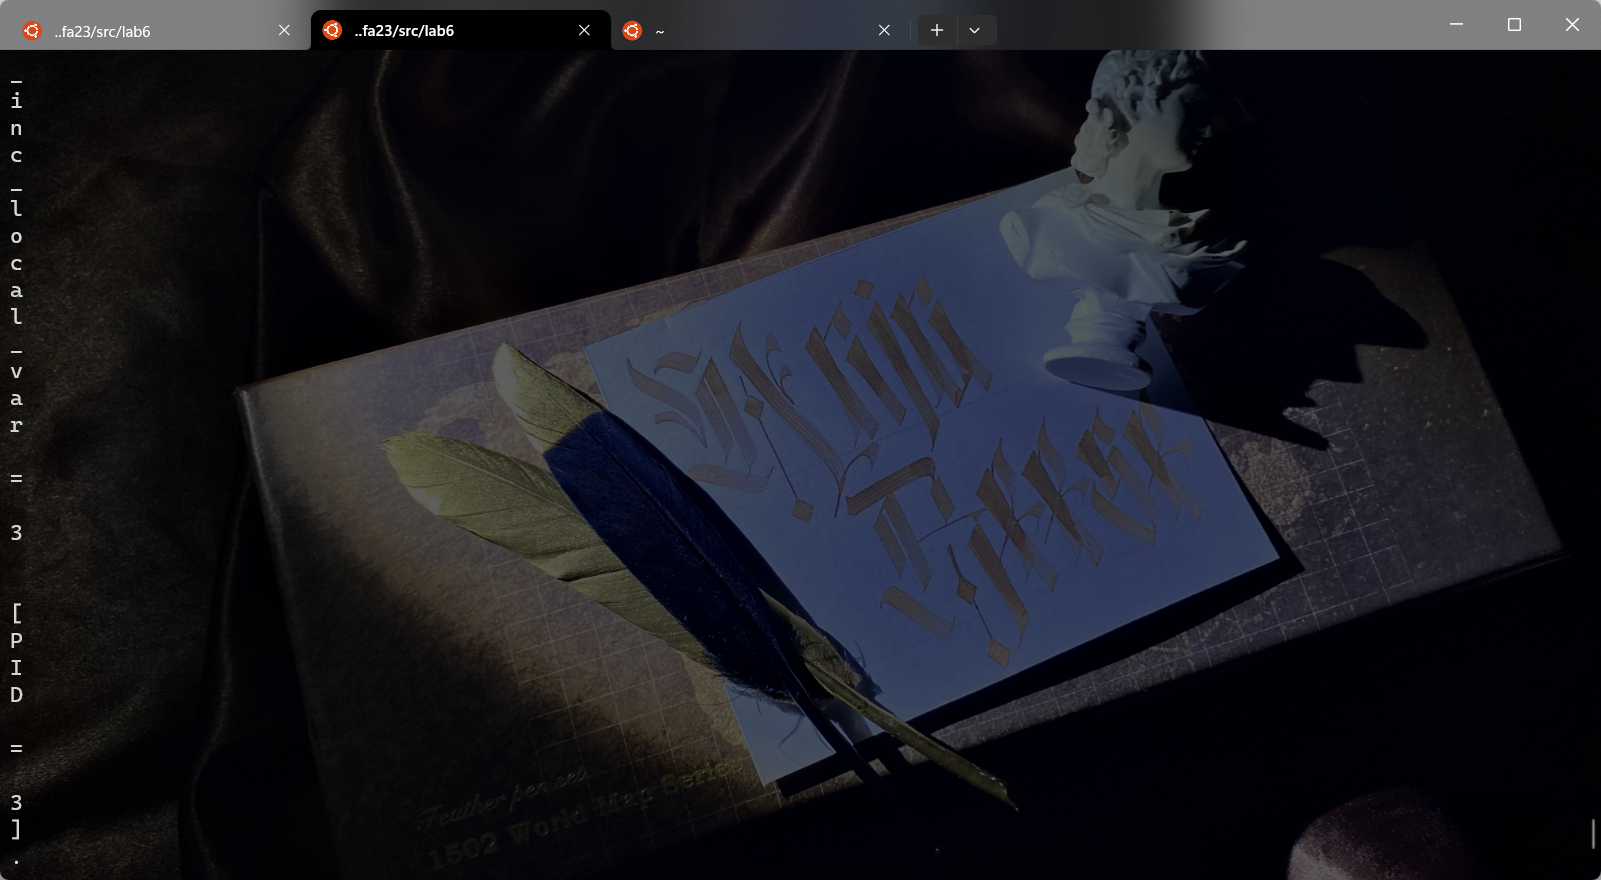 ..fa23/src/lab6
..fa23/src/lab6
~
_
i
n
c
_
l
o
c
a
l
_
v
a
r
=
3
[
P
I
D
=
3
]
.
Feather pen set
1502 World Map Series